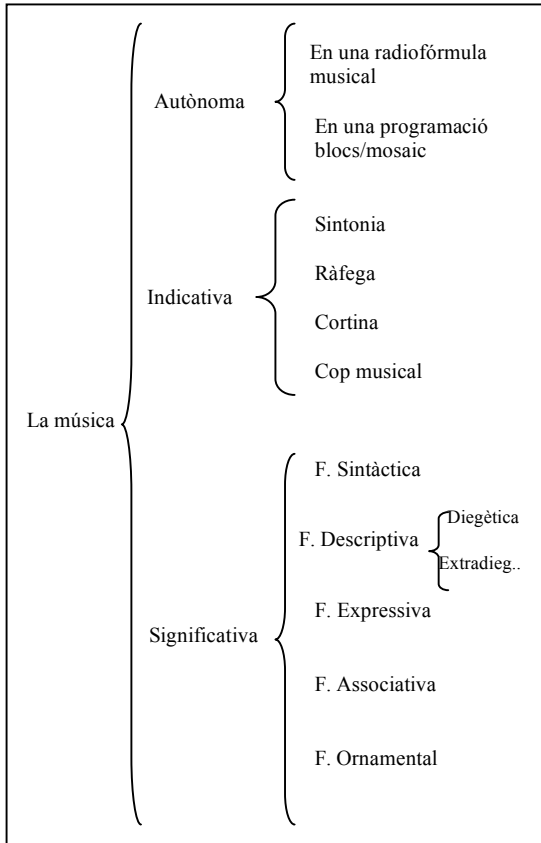 La música
Autònoma
En una radiofórmula
musical
En una programació
blocs/mosaic
Indicativa
Sintonia
Ràfega
Cortina
Cop musical
Significativa
F. Sintàctica
F. Descriptiva
Diegètica
Extradieg..
F. Expressiva
F. Associativa
F. Ornamental